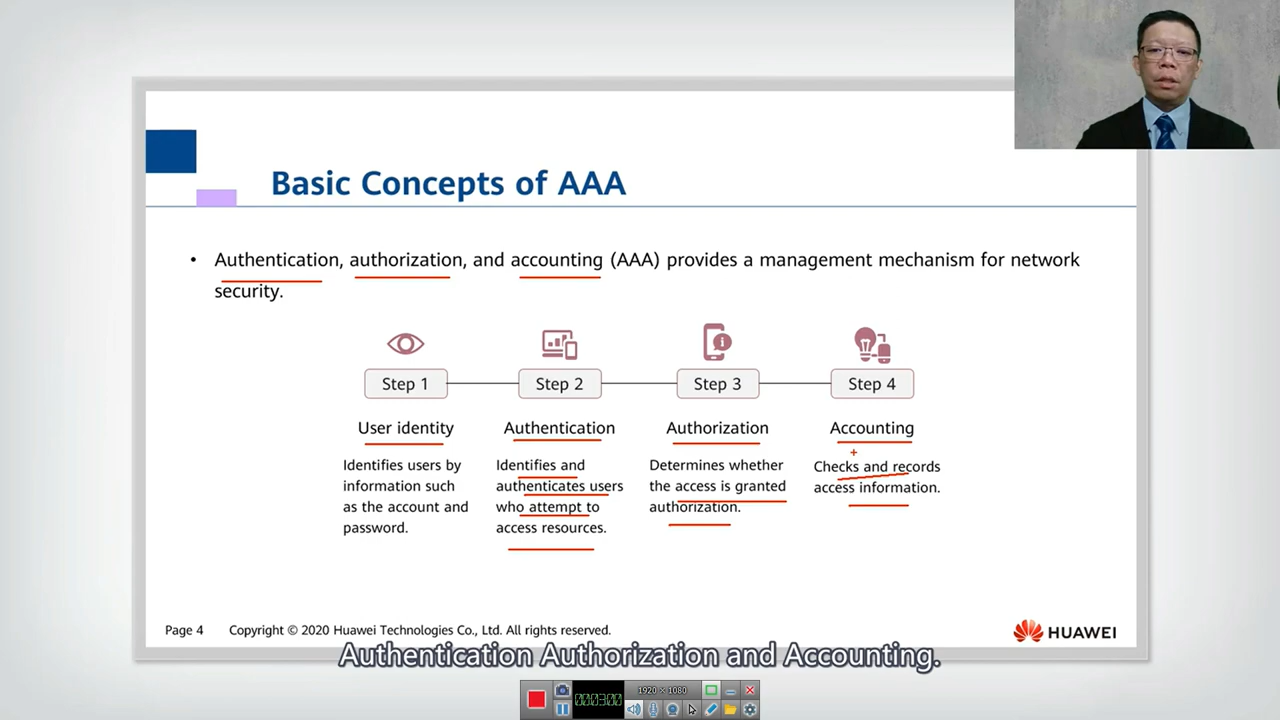 Basic Concepts of AAA
• Authentication, authorization, and accounting (AAA) provides a management mechanism for network
security.
Step 1
Step 2
Step 3
Step 4
User identity
Authentication
Authorization
Accounting
Identifies users by
information such
as the account and
password.
Identifies and
authenticates users
who attempt to
access resources.
Determines whether
the access is granted
authorization.
Checks and records
access information.
Page 4
Copyright © 2020 Huawei Technologies Co., Ltd. All rights reserved.
HUAWEI
Authentication Authorization and Accounting.
1920 × 1080